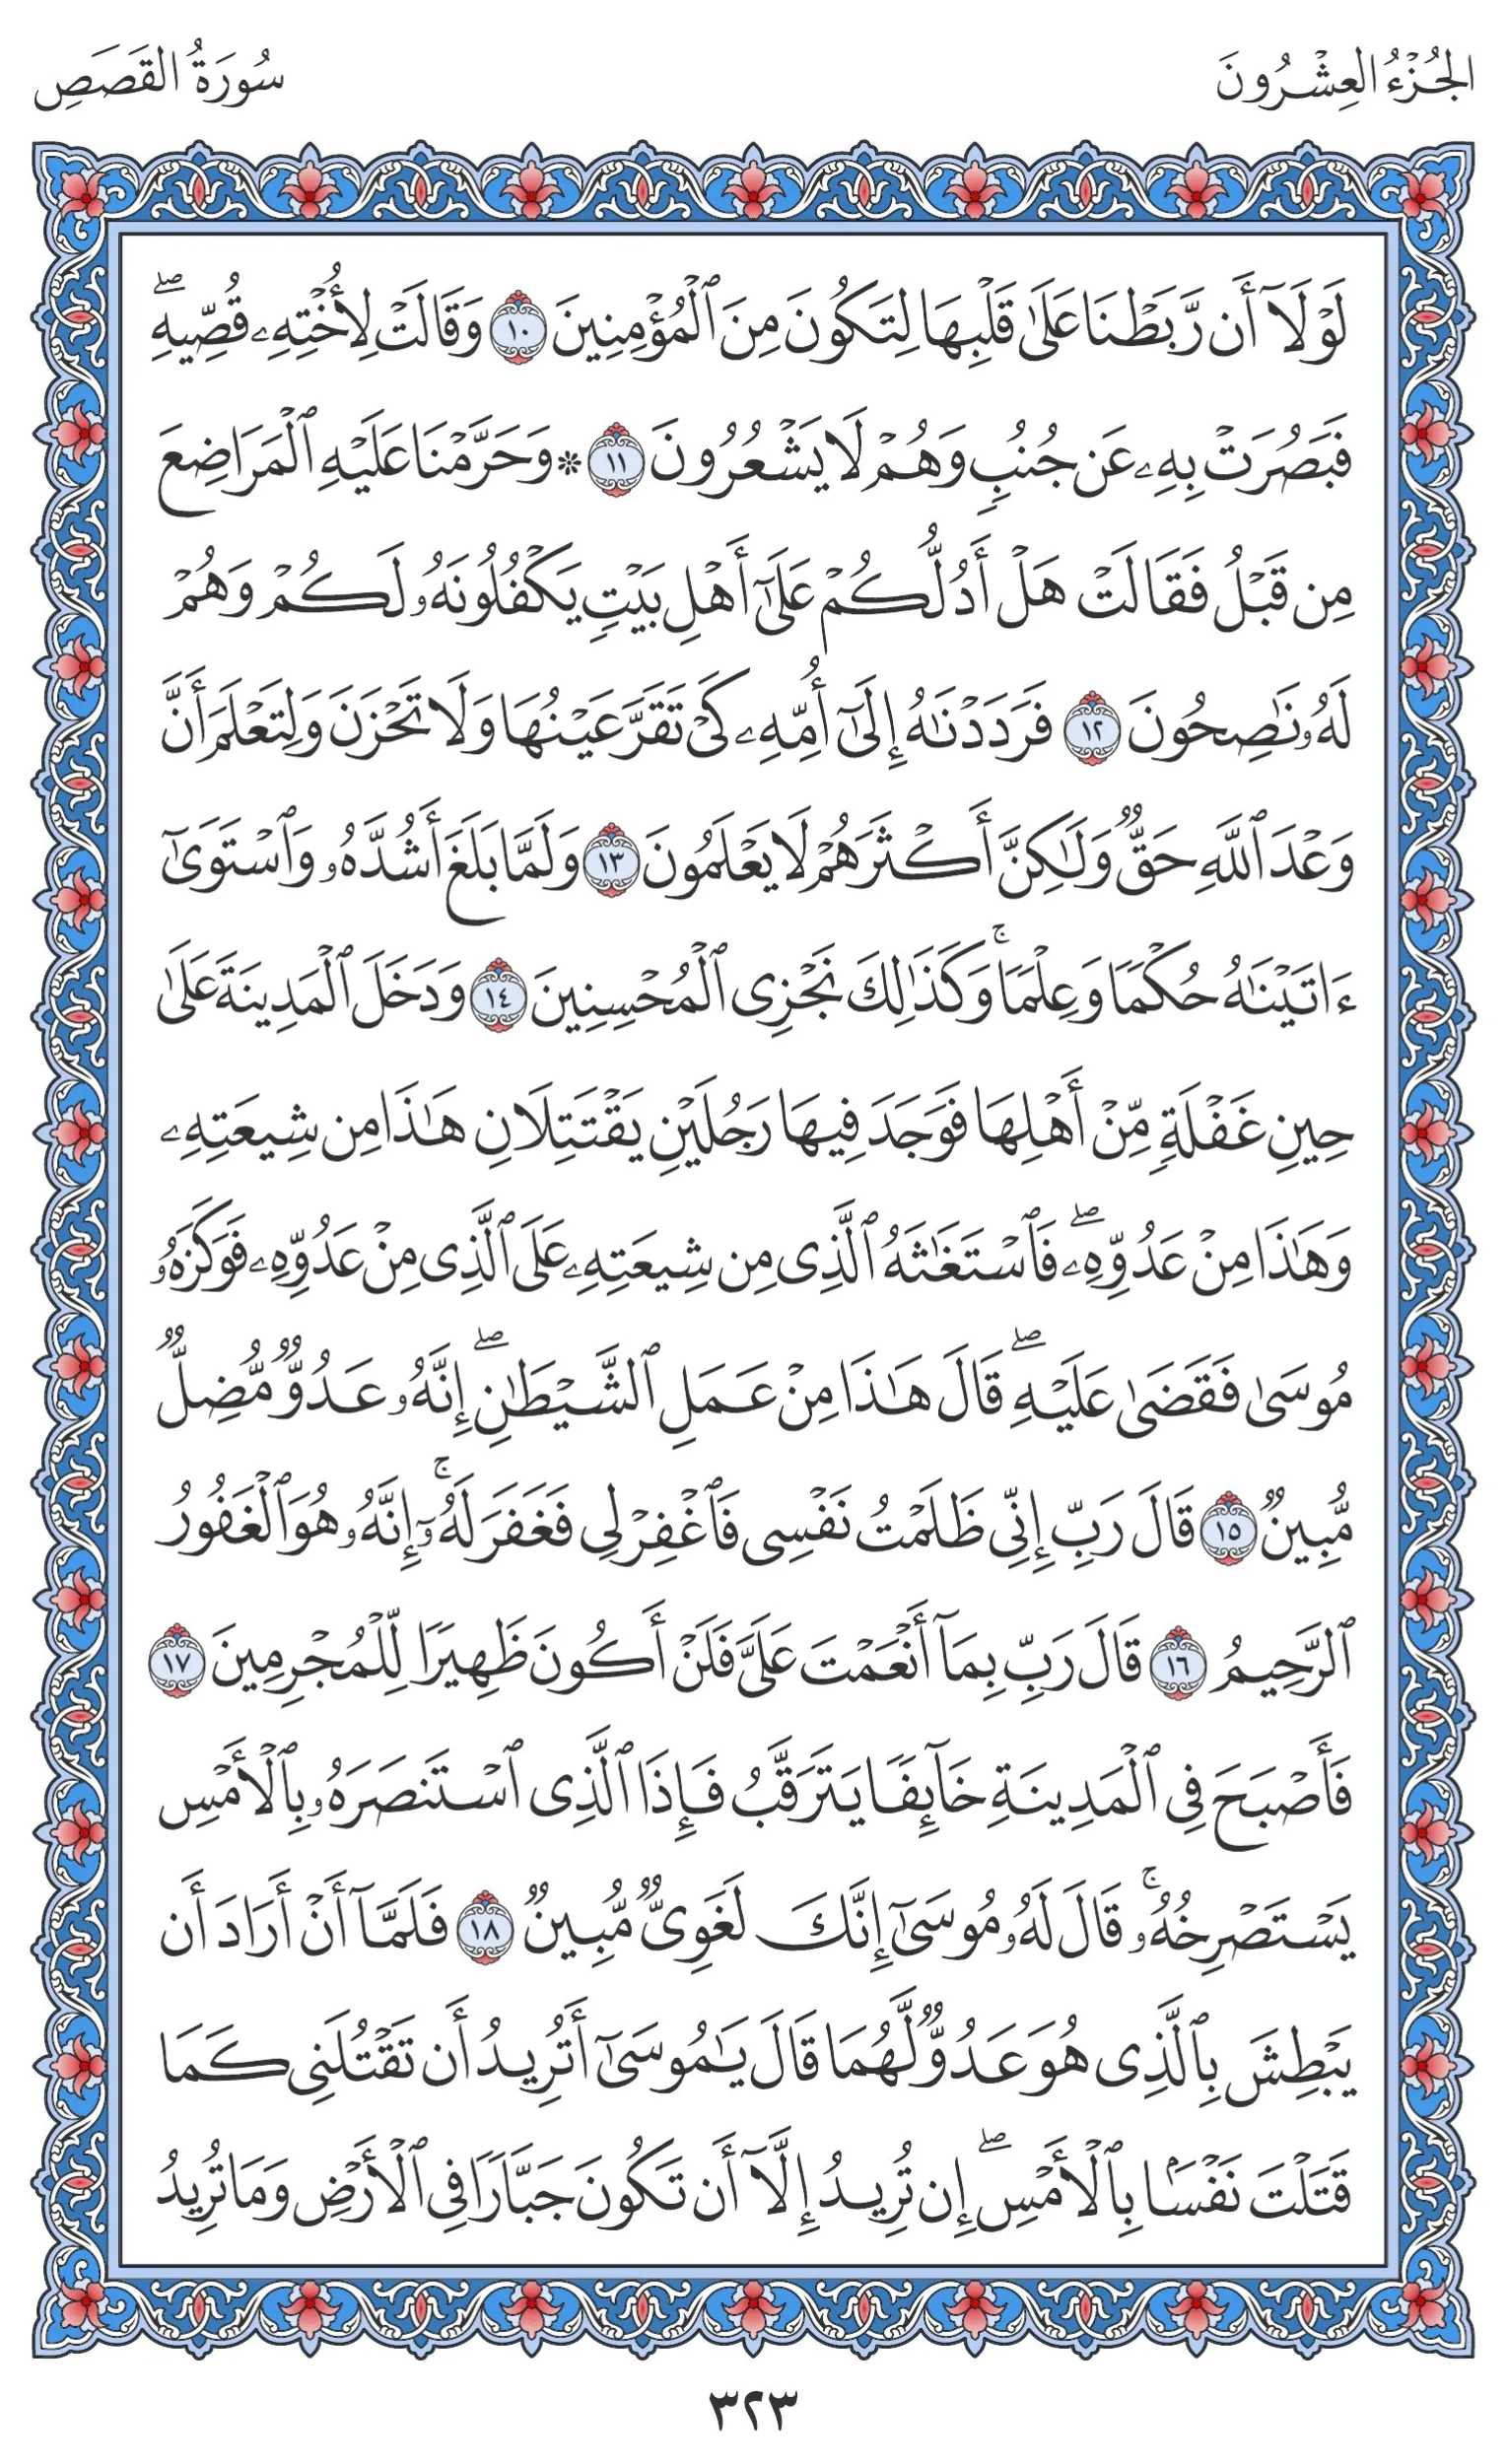 الجُزْءُ العِشْرُونَ
سُورَةُ القَصَصِ
لَوْلَآ أَن رَّبَطْنَا عَلَىٰ قَلْبِهَا لِتَكُونَ مِنَ ٱلْمُؤْمِنِينَ ١٠ وَقَالَتْ لِأُخْتِهِۦ قُصِّيهِۖ
فَبَصُرَتْ بِهِۦ عَن جُنُبٍ وَهُمْ لَا يَشْعُرُونَ ١١ * وَحَرَّمْنَا عَلَيْهِ ٱلْمَرَاضِعَ
مِن قَبْلُ فَقَالَتْ هَلْ أَدُلُّكُمْ عَلَىٰٓ أَهْلِ بَيْتٍ يَكْفُلُونَهُۥ لَكُمْ وَهُمْ
لَهُۥ نَٰصِحُونَ ١٢ فَرَدَدْنَٰهُ إِلَىٰٓ أُمِّهِۦ كَىْ تَقَرَّ عَيْنُهَا وَلَا تَحْزَنَ وَلِتَعْلَمَ أَنَّ
وَعْدَ ٱللَّهِ حَقٌّ وَلَٰكِنَّ أَكْثَرَهُمْ لَا يَعْلَمُونَ ١٣ وَلَمَّا بَلَغَ أَشُدَّهُۥ وَٱسْتَوَىٰٓ
ءَاتَيْنَٰهُ حُكْمًا وَعِلْمًاۚ وَكَذَٰلِكَ نَجْزِى ٱلْمُحْسِنِينَ ١٤ وَدَخَلَ ٱلْمَدِينَةَ عَلَىٰ
حِينِ غَفْلَةٍ مِّنْ أَهْلِهَا فَوَجَدَ فِيهَا رَجُلَيْنِ يَقْتَتِلَانِ هَٰذَا مِن شِيعَتِهِۦ
وَهَٰذَا مِنْ عَدُوِّهِۦۖ فَٱسْتَغَٰثَهُ ٱلَّذِى مِن شِيعَتِهِۦ عَلَى ٱلَّذِى مِنْ عَدُوِّهِۦ فَوَكَزَهُۥ
مُوسَىٰ فَقَضَىٰ عَلَيْهِۖ قَالَ هَٰذَا مِنْ عَمَلِ ٱلشَّيْطَٰنِۖ إِنَّهُۥ عَدُوٌّ مُّضِلٌّ
مُّبِينٌ ١٥ قَالَ رَبِّ إِنِّى ظَلَمْتُ نَفْسِى فَٱغْفِرْ لِى فَغَفَرَ لَهُۥٓۚ إِنَّهُۥ هُوَ ٱلْغَفُورُ
ٱلرَّحِيمُ ١٦ قَالَ رَبِّ بِمَآ أَنْعَمْتَ عَلَىَّ فَلَنْ أَكُونَ ظَهِيرًا لِّلْمُجْرِمِينَ ١٧
فَأَصْبَحَ فِى ٱلْمَدِينَةِ خَآئِفًا يَتَرَقَّبُ فَإِذَا ٱلَّذِى ٱسْتَنصَرَهُۥ بِٱلْأَمْسِ
يَسْتَصْرِخُهُۥۚ قَالَ لَهُۥ مُوسَىٰٓ إِنَّكَ لَغَوِىٌّ مُّبِينٌ ١٨ فَلَمَّآ أَنْ أَرَادَ أَن
يَبْطِشَ بِٱلَّذِى هُوَ عَدُوٌّ لَّهُمَا قَالَ يَٰمُوسَىٰٓ أَتُرِيدُ أَن تَقْتُلَنِى كَمَا
قَتَلْتَ نَفْسًۢا بِٱلْأَمْسِۖ إِن تُرِيدُ إِلَّآ أَن تَكُونَ جَبَّارًا فِى ٱلْأَرْضِ وَمَا تُرِيدُ
٣٢٣